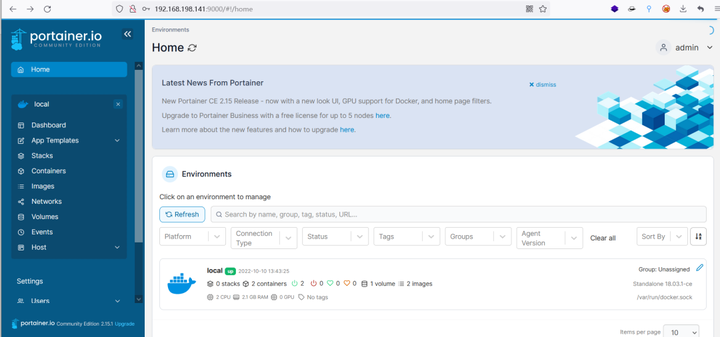 192.168.198.141:9000/#!/home
portainer.io
COMMUNITY EDITION
Home
local
Dashboard
App Templates
Stacks
Containers
Images
Networks
Volumes
Events
Host
Settings
Users
portainer.io Community Edition 2.15.1 Upgrade
Environments
Home
admin
Latest News From Portainer
dismiss
New Portainer CE 2.15 Release - now with a new look UI, GPU support for Docker, and home page filters.
Upgrade to Portainer Business with a free license for up to 5 nodes here.
Learn more about the new features and how to upgrade here.
Environments
Click on an environment to manage
Refresh
Search by name, group, tag, status, URL...
Platform
Connection Type
Status
Tags
Groups
Agent Version
Clear all
Sort By
local up 2022-10-10 13:43:25
Group: Unassigned
0 stacks 2 containers 2 0 0 0 1 volume 2 images
Standalone 18.03.1-ce
2 CPU 2.1 GB RAM 0 GPU No tags
/var/run/docker.sock
Items per page 10